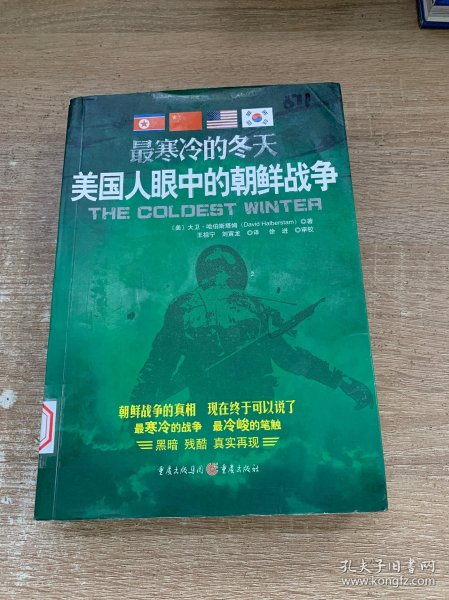 最寒冷的冬天
美国人眼中的朝鲜战争
THE COLDEST WINTER
（美）大卫·哈伯斯塔姆（David Halberstam）◎著
王祖宁 刘寅龙 ◎译 徐进 ◎审校
朝鲜战争的真相 现在终于可以说了
最寒冷的战争 最冷峻的笔触
黑暗 残酷 真实再现
重庆出版集团 重庆出版社
孔夫子旧书网
www.kongfz.com